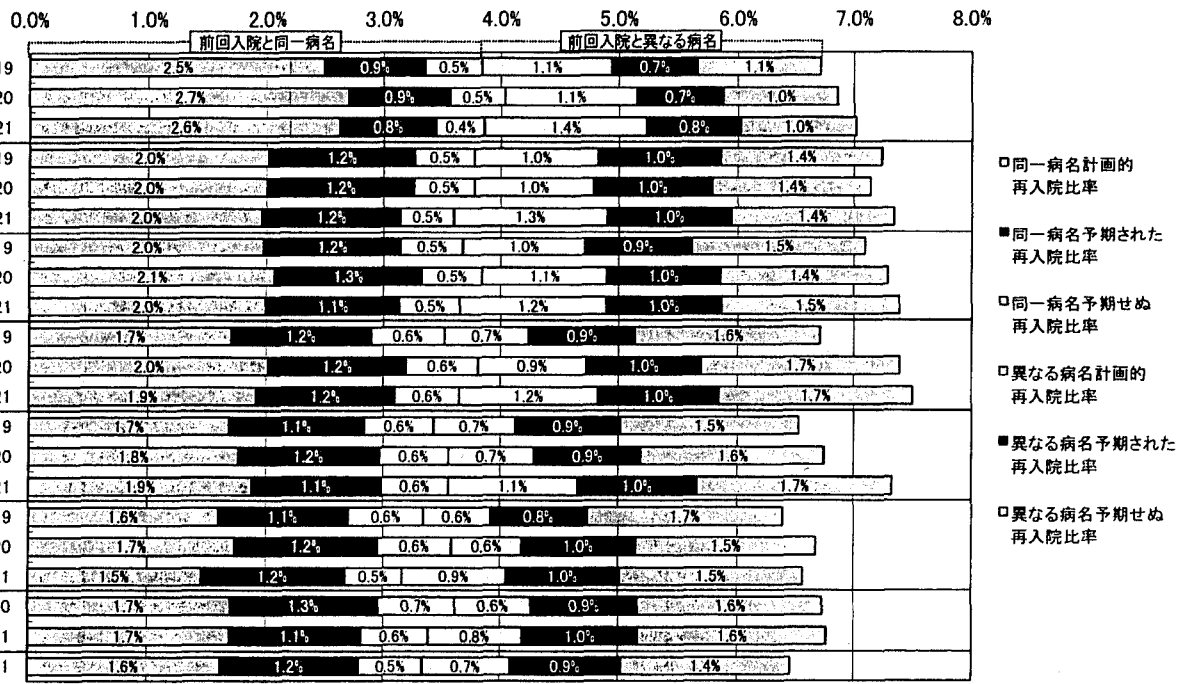 0.0% 1.0% 2.0% 3.0% 4.0% 5.0% 6.0% 7.0% 8.0%
前回入院と同一病名 前回入院と異なる病名
19 2.5% 0.9% 0.5% 1.1% 0.7% 1.1%
20 2.7% 0.9% 0.5% 1.1% 0.7% 1.0%
21 2.6% 0.8% 0.4% 1.4% 0.8% 1.0%
19 2.0% 1.2% 0.5% 1.0% 1.0% 1.4%
20 2.0% 1.2% 0.5% 1.0% 1.0% 1.4%
21 2.0% 1.2% 0.5% 1.3% 1.0% 1.4%
9 2.0% 1.2% 0.5% 1.0% 0.9% 1.5%
20 2.1% 1.3% 0.5% 1.1% 1.0% 1.4%
21 2.0% 1.1% 0.5% 1.2% 1.0% 1.5%
9 1.7% 1.2% 0.6% 0.7% 0.9% 1.6%
20 2.0% 1.2% 0.6% 0.9% 1.0% 1.7%
21 1.9% 1.2% 0.6% 1.2% 1.0% 1.7%
9 1.7% 1.1% 0.6% 0.7% 0.9% 1.5%
20 1.8% 1.2% 0.6% 0.7% 0.9% 1.6%
21 1.9% 1.1% 0.6% 1.1% 1.0% 1.7%
9 1.6% 1.1% 0.6% 0.6% 0.8% 1.7%
20 1.7% 1.2% 0.6% 0.6% 1.0% 1.5%
1 1.5% 1.2% 0.5% 0.9% 1.0% 1.5%
0 1.7% 1.3% 0.7% 0.6% 0.9% 1.6%
1 1.7% 1.1% 0.6% 0.8% 1.0% 1.6%
1 1.6% 1.2% 0.5% 0.7% 0.9% 1.4%
同一病名計画的
再入院比率
同一病名予期された
再入院比率
同一病名予期せぬ
再入院比率
異なる病名計画的
再入院比率
異なる病名予期された
再入院比率
異なる病名予期せぬ
再入院比率